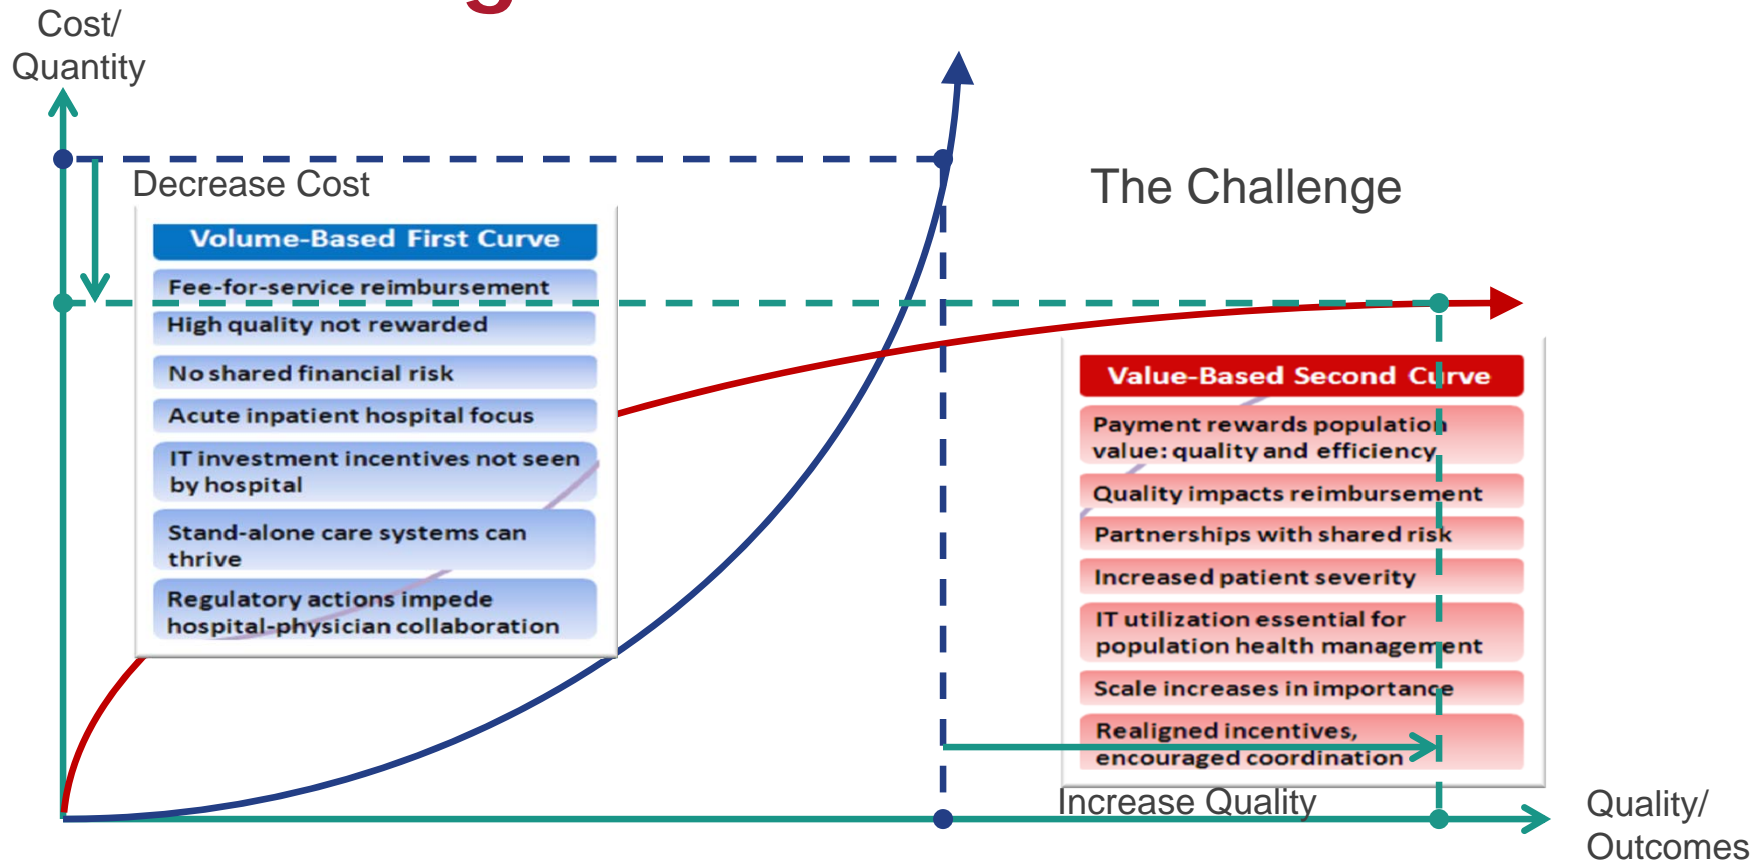 Cost/
Quantity
Decrease Cost
The Challenge
Volume-Based First Curve
Fee-for-service reimbursement
High quality not rewarded
No shared financial risk
Acute inpatient hospital focus
IT investment incentives not seen
by hospital
Stand-alone care systems can
thrive
Regulatory actions impede
hospital-physician collaboration
Value-Based Second Curve
Payment rewards population
value: quality and efficiency
Quality impacts reimbursement
Partnerships with shared risk
Increased patient severity
IT utilization essential for
population health management
Scale increases in importance
Realigned incentives,
encouraged coordination
Increase Quality
Quality/
Outcomes